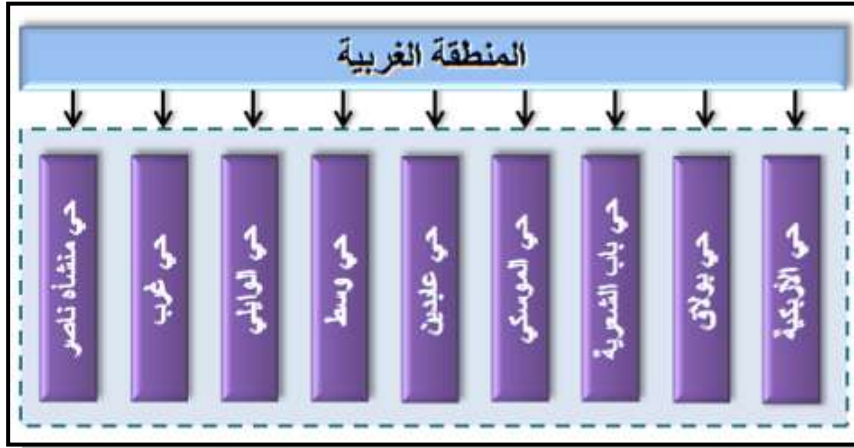 المنطقة الغربية
حي الأزبكية
حي بولاق
حي باب الشعرية
حي الموسكي
حي عابدين
حي وسط
حي الوايلي
حي غرب
حي منشأه ناصر